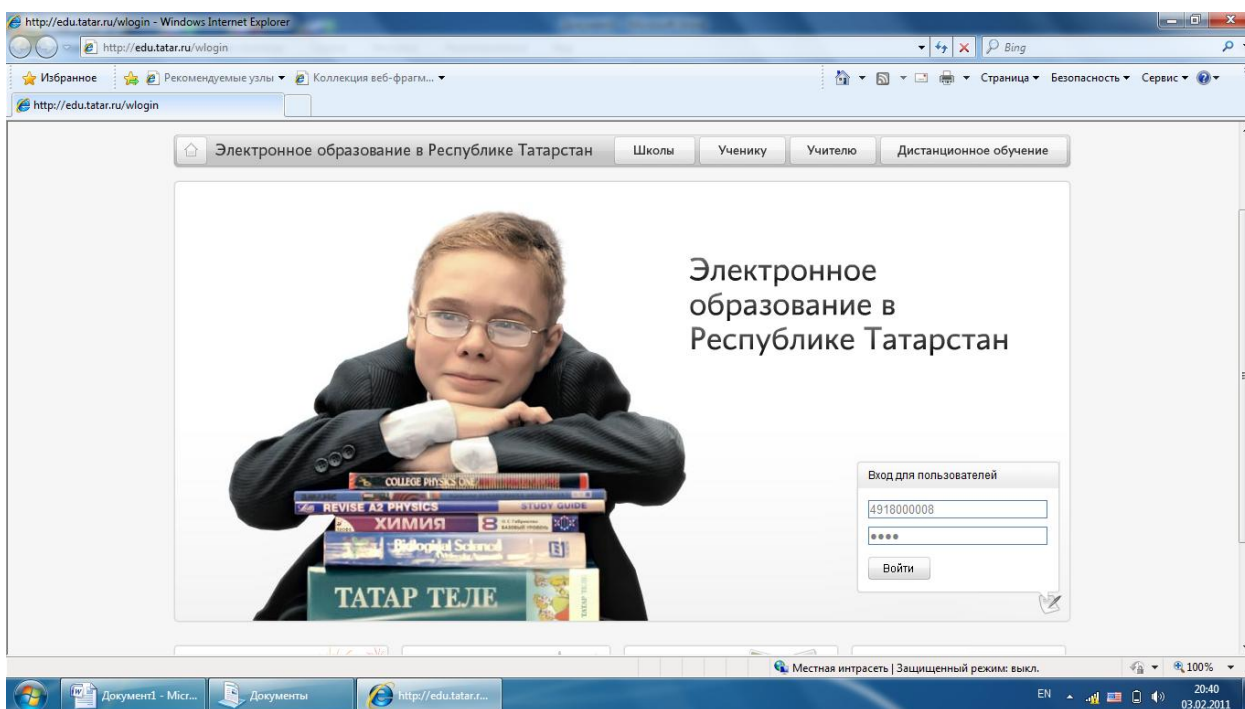 http://edu.tatar.ru/wlogin - Windows Internet Explorer
http://edu.tatar.ru/wlogin
Bing
Избранное
Рекомендуемые узлы
Коллекция веб-фрагм...
Страница
Безопасность
Сервис
http://edu.tatar.ru/wlogin
Электронное образование в Республике Татарстан
Школы
Ученику
Учителю
Дистанционное обучение
Электронное
образование в
Республике Татарстан
Вход для пользователей
4918000008
••••
Войти
COLLEGE PHYSICS ONE
REVISE A2 PHYSICS
STUDY GUIDE
ХИМИЯ 8
Biological Science
ТАТАР ТЕЛЕ
Местная интрасеть | Защищенный режим: выкл.
100%
Документ1 - Micr...
Документы
http://edu.tatar.r...
EN
20:40
03.02.2011